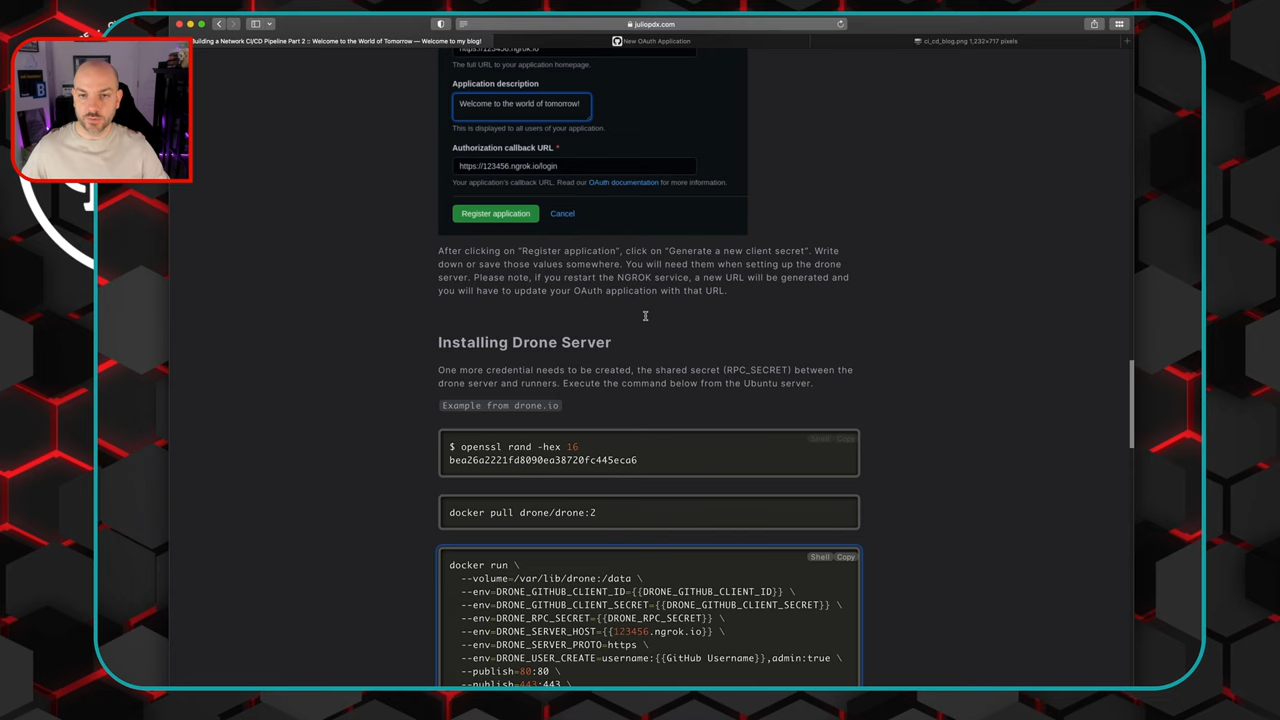 juliopdx.com
uilding a Network CI/CD Pipeline Part 2 :: Welcome to the World of Tomorrow — Welcome to my blog!
New OAuth Application
ci_cd_blog.png 1,232×717 pixels
https://123456.ngrok.io
The full URL to your application homepage.
Application description
Welcome to the world of tomorrow!
This is displayed to all users of your application.
Authorization callback URL *
https://123456.ngrok.io/login
Your application's callback URL. Read our OAuth documentation for more information.
Register application
Cancel
After clicking on "Register application", click on "Generate a new client secret". Write
down or save those values somewhere. You will need them when setting up the drone
server. Please note, if you restart the NGROK service, a new URL will be generated and
you will have to update your OAuth application with that URL.
Installing Drone Server
One more credential needs to be created, the shared secret (RPC_SECRET) between the
drone server and runners. Execute the command below from the Ubuntu server.
Example from drone.io
Shell Copy
$ openssl rand -hex 16
bea26a2221fd8090ea38720fc445eca6
docker pull drone/drone:2
Shell Copy
docker run \
--volume=/var/lib/drone:/data \
--env=DRONE_GITHUB_CLIENT_ID={{DRONE_GITHUB_CLIENT_ID}} \
--env=DRONE_GITHUB_CLIENT_SECRET={{DRONE_GITHUB_CLIENT_SECRET}} \
--env=DRONE_RPC_SECRET={{DRONE_RPC_SECRET}} \
--env=DRONE_SERVER_HOST={{123456.ngrok.io}} \
--env=DRONE_SERVER_PROTO=https \
--env=DRONE_USER_CREATE=username:{{GitHub Username}},admin:true \
--publish=80:80 \
--publish=443:443 \